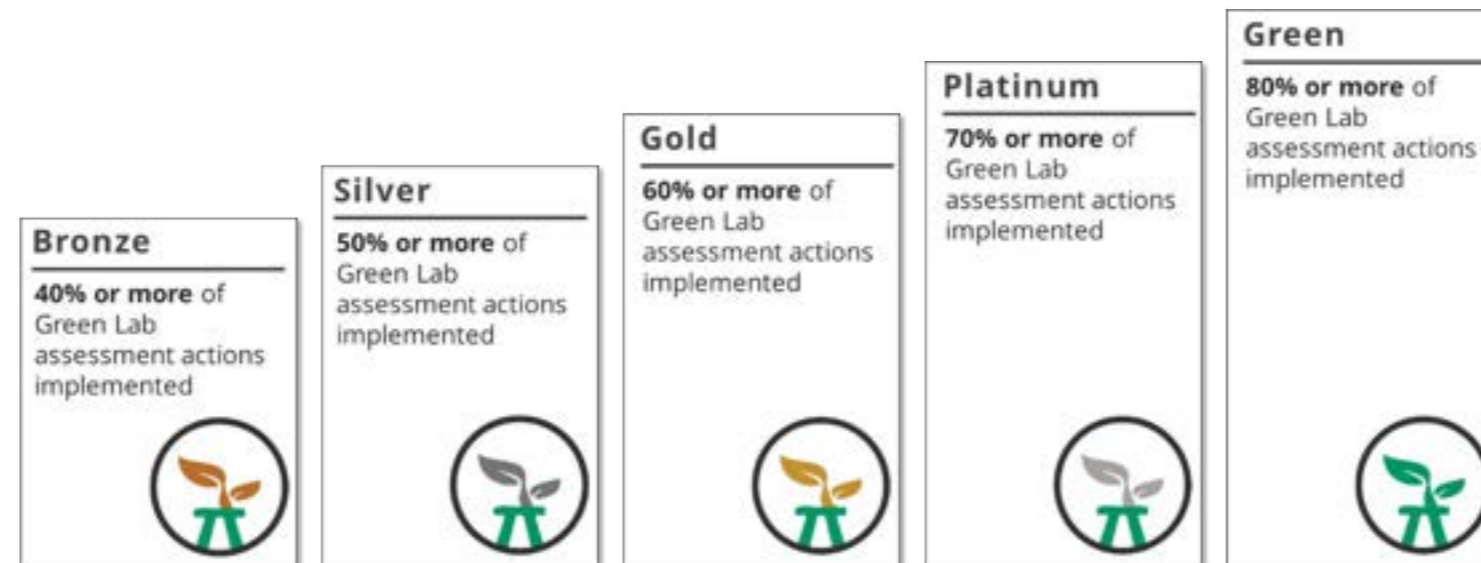 Bronze
40% or more of
Green Lab
assessment actions
implemented
Silver
50% or more of
Green Lab
assessment actions
implemented
Gold
60% or more of
Green Lab
assessment actions
implemented
Platinum
70% or more of
Green Lab
assessment actions
implemented
Green
80% or more of
Green Lab
assessment actions
implemented